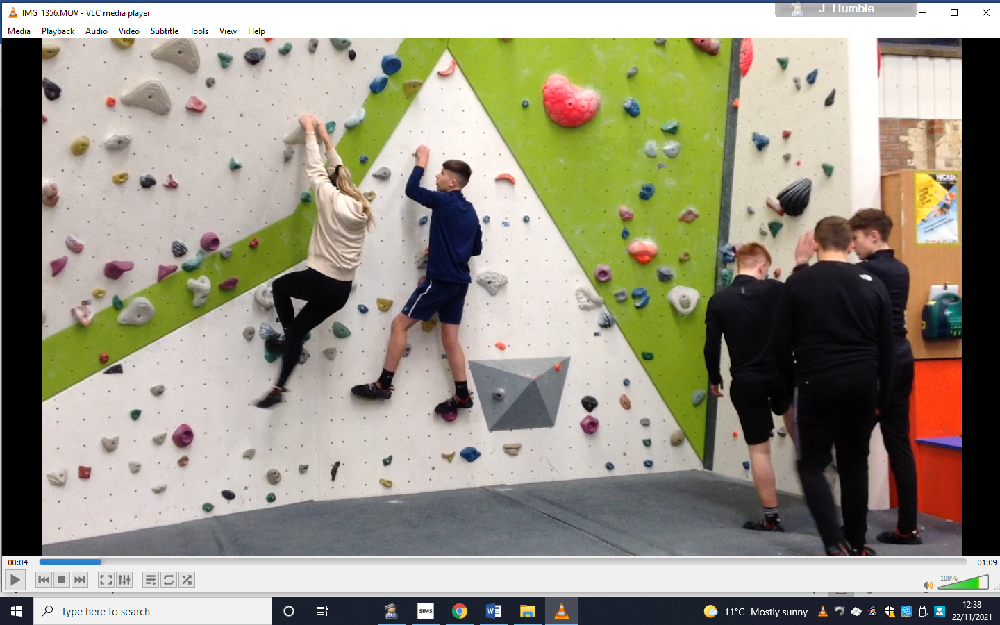 IMG_1356.MOV - VLC media player
J. Humble
Media Playback Audio Video Subtitle Tools View Help
NICAS
00:04
01:09
100%
Type here to search
SIMS
11°C Mostly sunny
12:38
22/11/2021